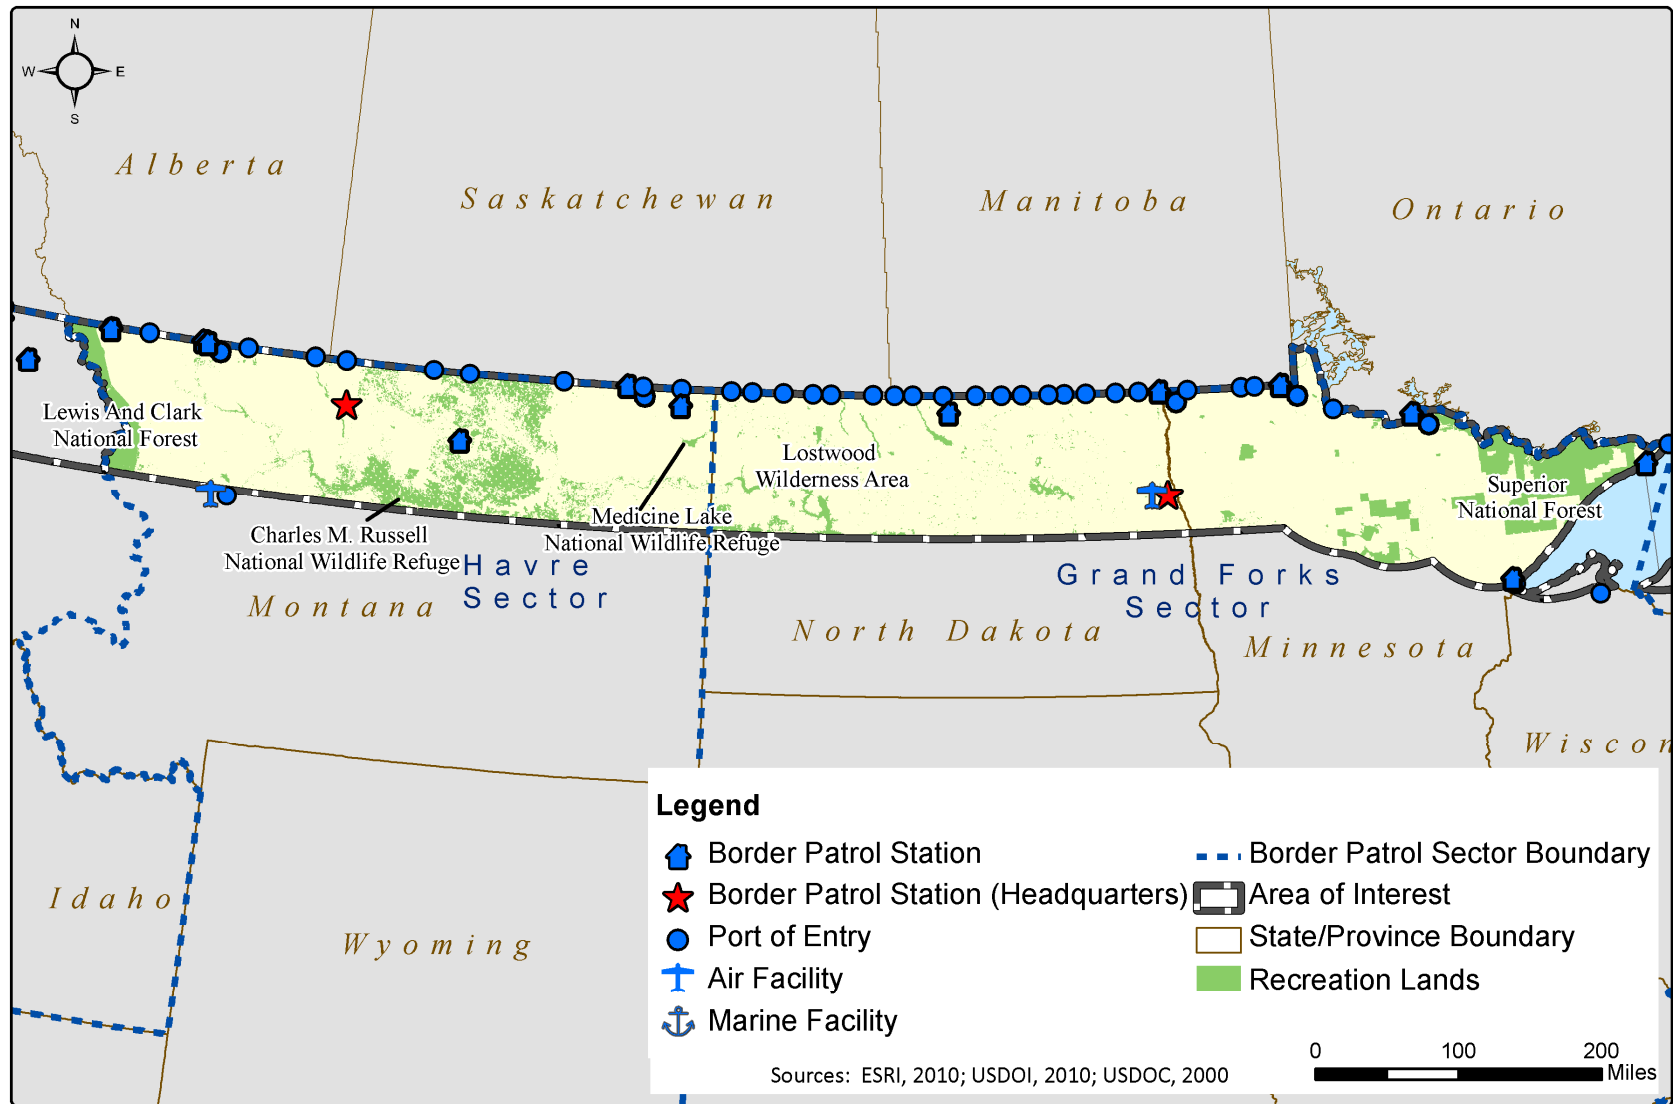 N
W E
S
Alberta
Saskatchewan
Manitoba
Ontario
Lewis And Clark
National Forest
Lostwood
Wilderness Area
Superior
National Forest
Charles M. Russell
National Wildlife Refuge
Medicine Lake
National Wildlife Refuge
Havre
Sector
Grand Forks
Sector
Montana
North Dakota
Minnesota
Wiscon
Idaho
Wyoming
Legend
Border Patrol Station
Border Patrol Station (Headquarters)
Port of Entry
Air Facility
Marine Facility
Border Patrol Sector Boundary
Area of Interest
State/Province Boundary
Recreation Lands
0 100 200
Miles
Sources: ESRI, 2010; USDOI, 2010; USDOC, 2000